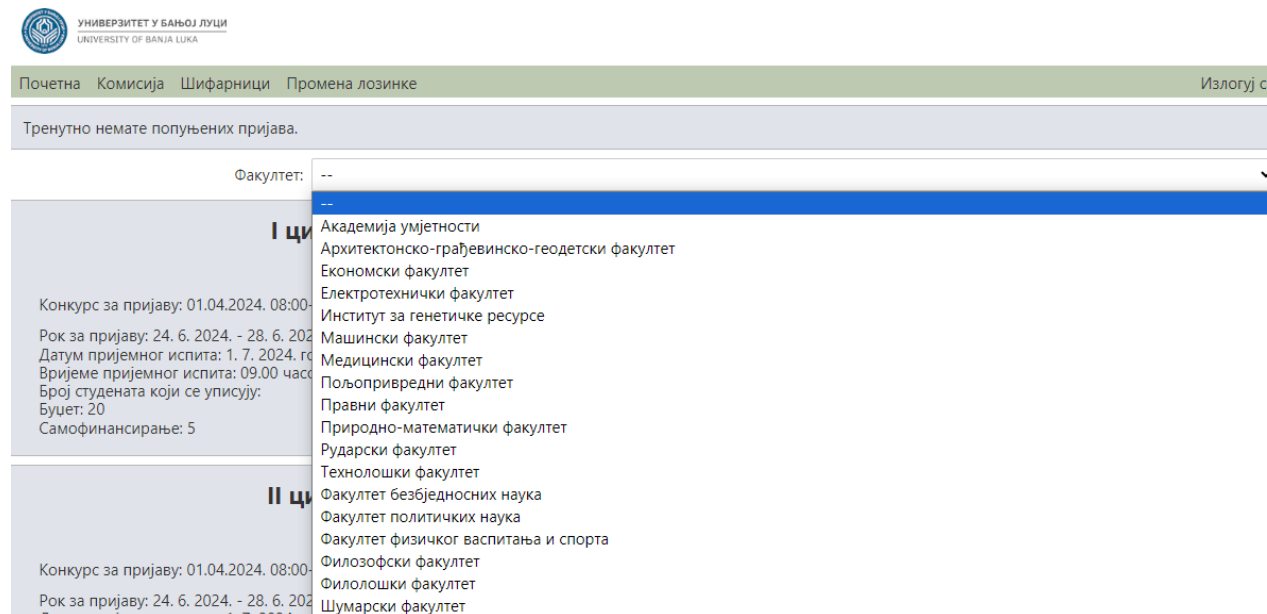 УНИВЕРЗИТЕТ У БАЊОЈ ЛУЦИ
UNIVERSITY OF BANJA LUKA
Почетна Комисија Шифарници Промена лозинке Излогуј с
Тренутно немате попуњених пријава.
Факултет: --
--
Академија умјетности
Архитектонско-грађевинско-геодетски факултет
Економски факултет
Електротехнички факултет
Институт за генетичке ресурсе
Машински факултет
Медицински факултет
Пољопривредни факултет
Правни факултет
Природно-математички факултет
Рударски факултет
Технолошки факултет
Факултет безбједносних наука
Факултет политичких наука
Факултет физичког васпитања и спорта
Филозофски факултет
Филолошки факултет
Шумарски факултет
I ци
Конкурс за пријаву: 01.04.2024. 08:00-
Рок за пријаву: 24. 6. 2024. - 28. 6. 202
Датум пријемног испита: 1. 7. 2024. го
Вријеме пријемног испита: 09.00 часо
Број студената који се уписују:
Буџет: 20
Самофинансирање: 5
II ци
Конкурс за пријаву: 01.04.2024. 08:00-
Рок за пријаву: 24. 6. 2024. - 28. 6. 202